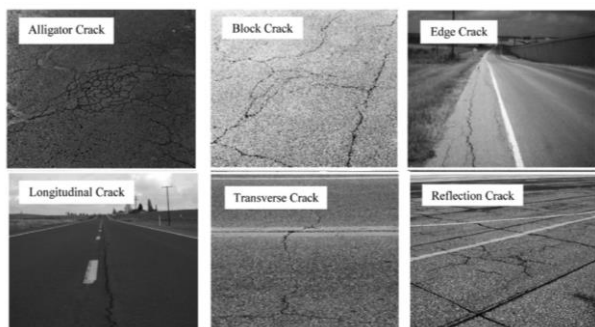 Alligator Crack
Block Crack
Edge Crack
Longitudinal Crack
Transverse Crack
Reflection Crack